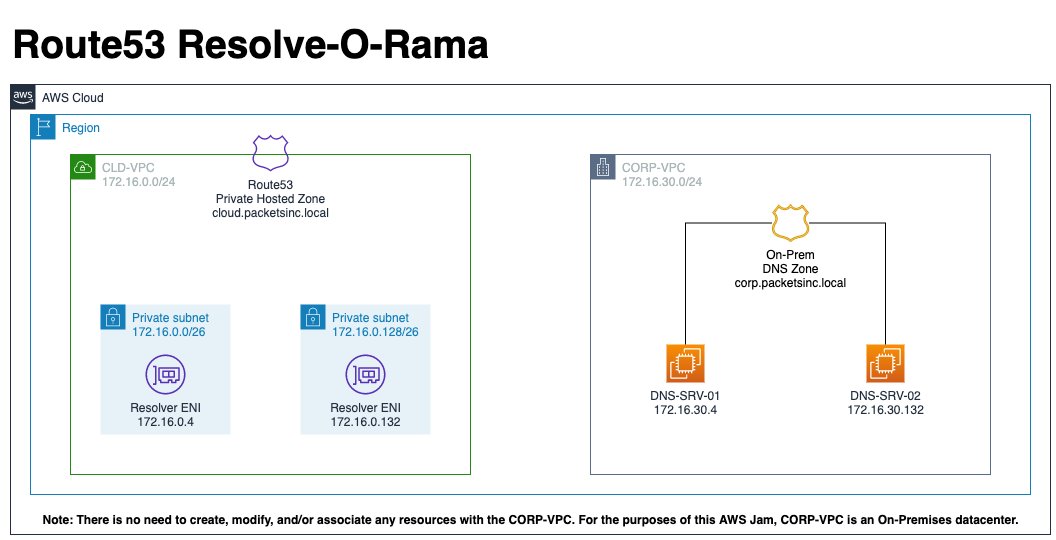 Route53 Resolve-O-Rama
aws
AWS Cloud
Region
CLD-VPC
172.16.0.0/24
Route53
Private Hosted Zone
cloud.packetsinc.local
Private subnet
172.16.0.0/26
Resolver ENI
172.16.0.4
Private subnet
172.16.0.128/26
Resolver ENI
172.16.0.132
CORP-VPC
172.16.30.0/24
On-Prem
DNS Zone
corp.packetsinc.local
DNS-SRV-01
172.16.30.4
DNS-SRV-02
172.16.30.132
Note: There is no need to create, modify, and/or associate any resources with the CORP-VPC. For the purposes of this AWS Jam, CORP-VPC is an On-Premises datacenter.